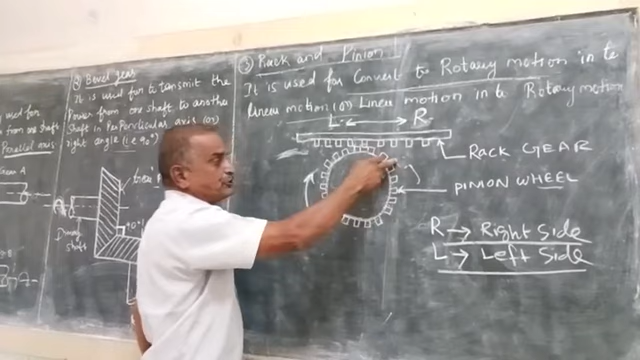 used for
from one shaft
Parallel axis
GEAR A
② Bevel gear
It is used for to transmit the
Power from one shaft to another
Shaft in Perpendicular axis (or)
right angle (i.e 90°)
shaft
③ Rack and Pinion
It is used for Convert to Rotary motion in to
Linear motion (or) Linear motion in to Rotary motion
L R
RACK GEAR
PINION WHEEL
R → Right Side
L → Left Side